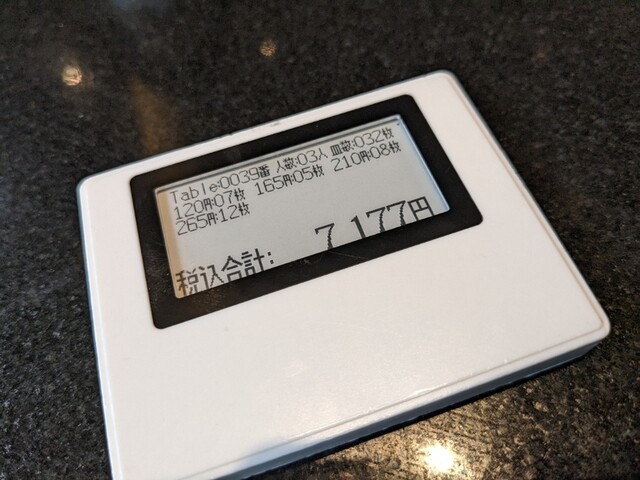 Table:0039番 人数:03人 皿数:032枚
120円:07枚 165円:05枚 210円:08枚
265円:12枚
税込合計: 7,177円